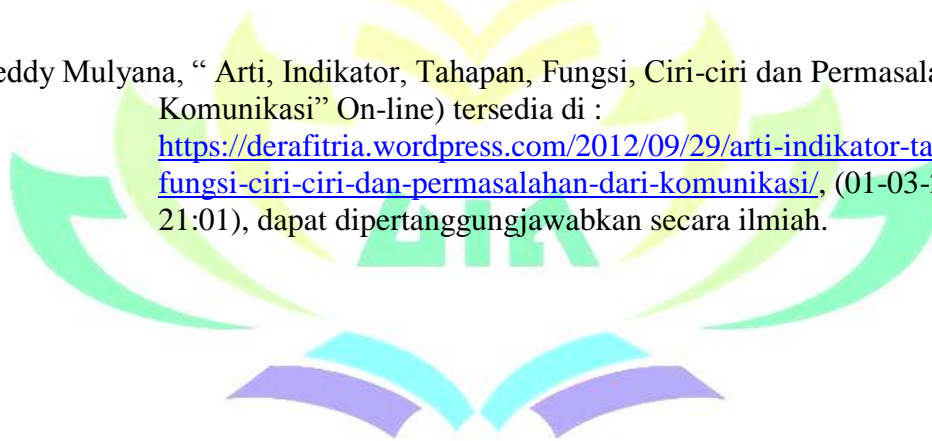 eddy Mulyana, “ Arti, Indikator, Tahapan, Fungsi, Ciri-ciri dan Permasala
Komunikasi” On-line) tersedia di :
https://derafitria.wordpress.com/2012/09/29/arti-indikator-ta
fungsi-ciri-ciri-dan-permasalahan-dari-komunikasi/, (01-03-
21:01), dapat dipertanggungjawabkan secara ilmiah.